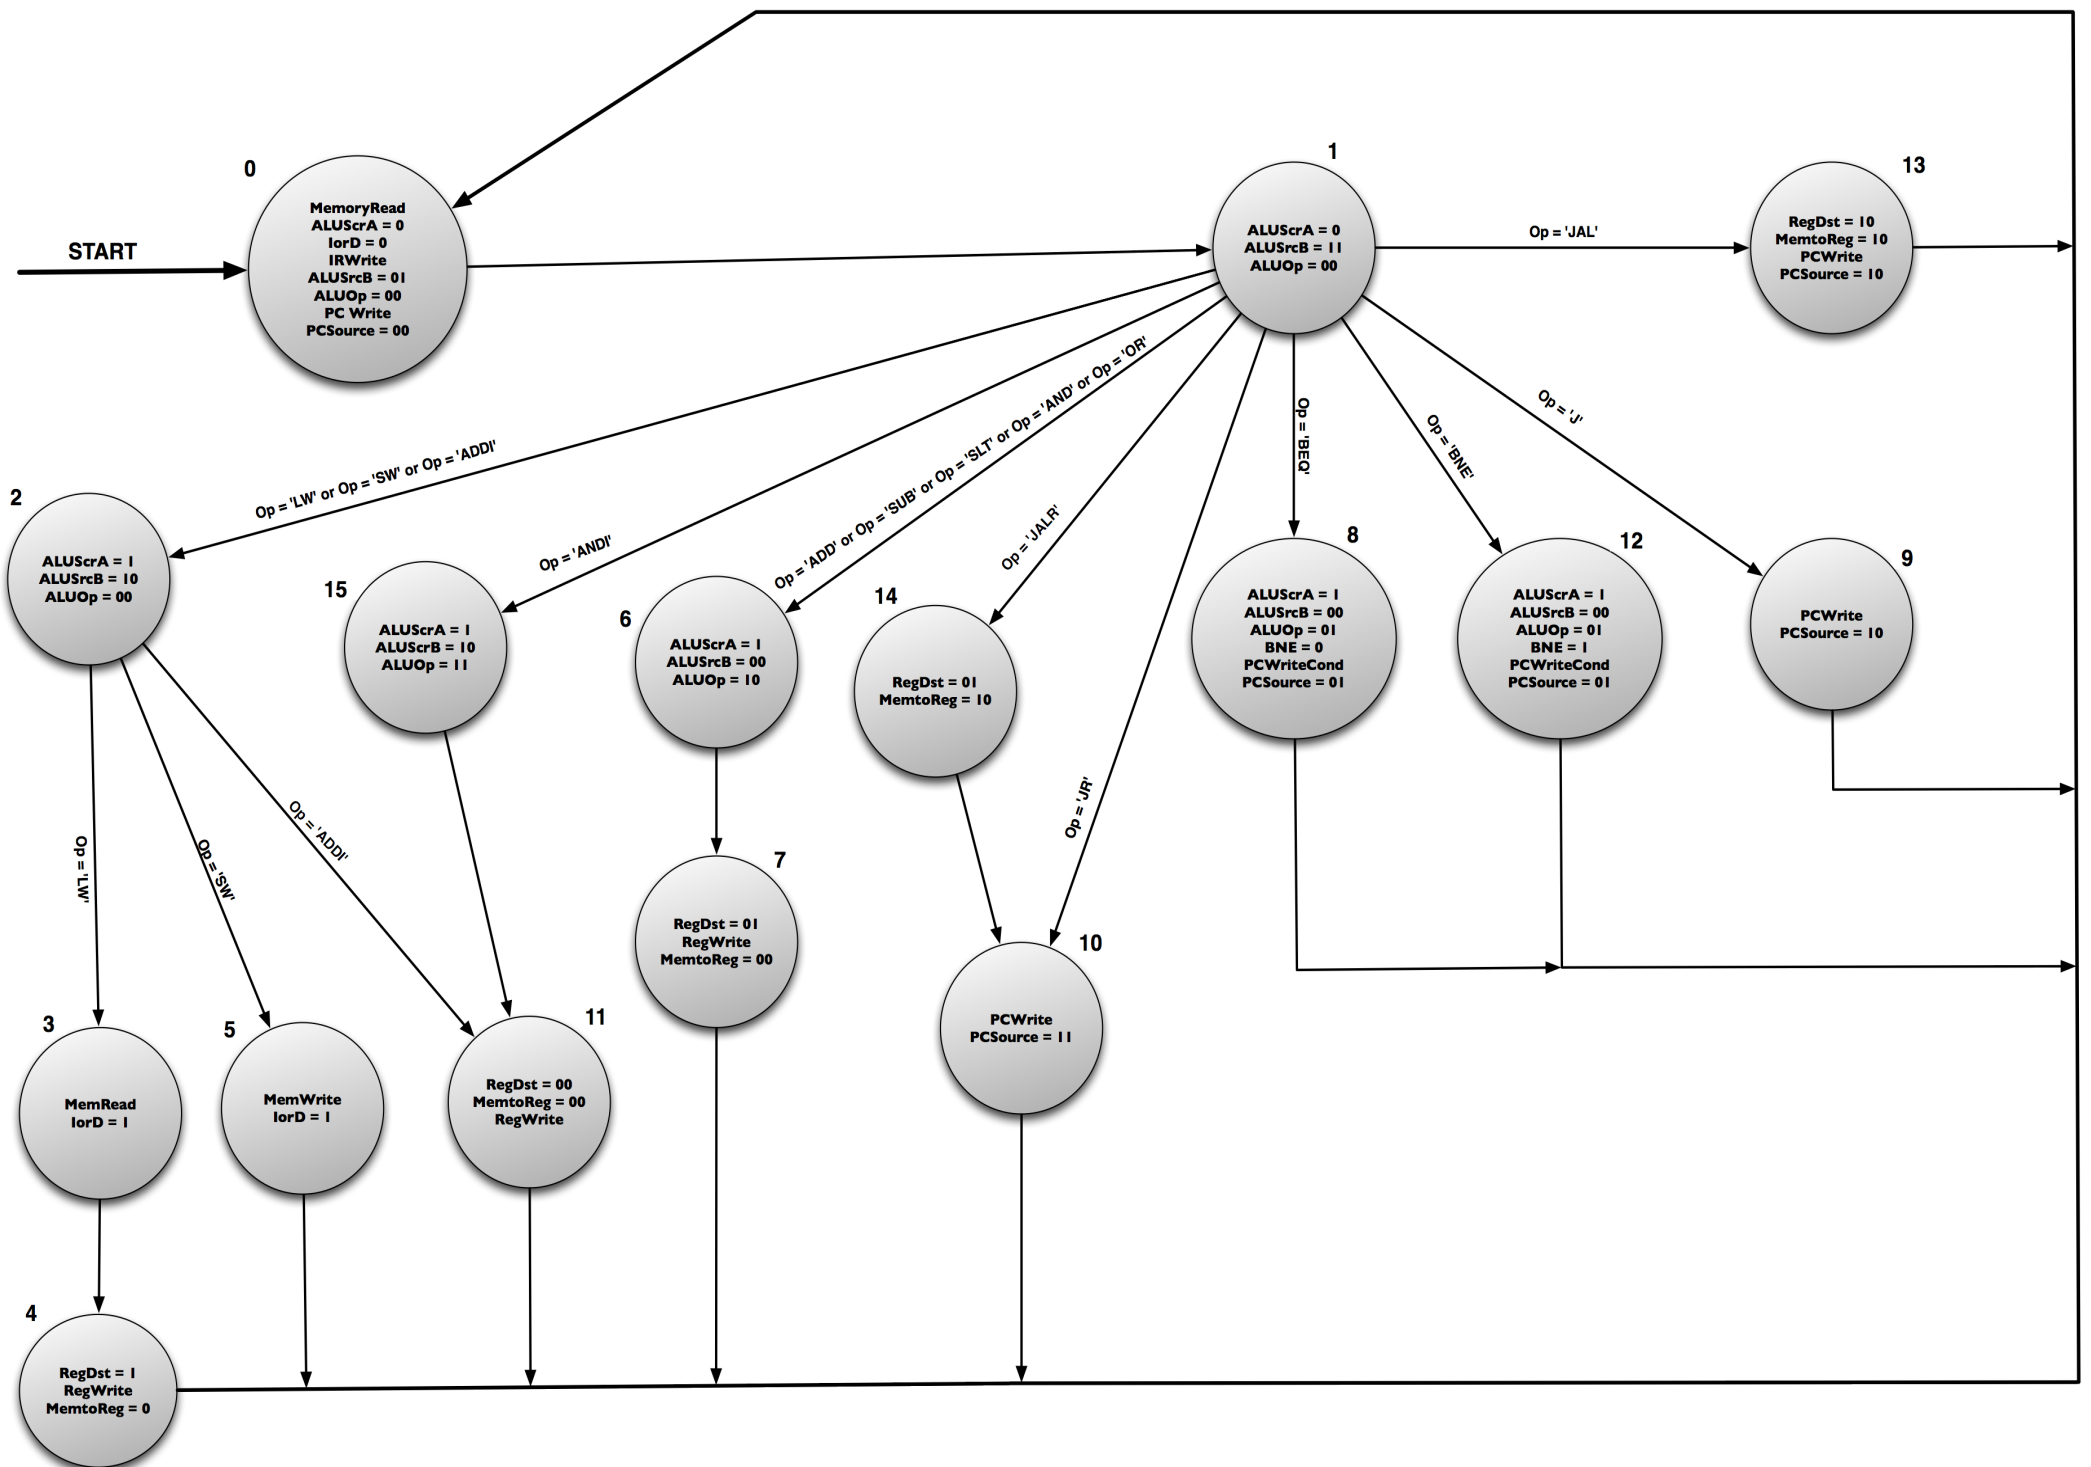 START
0
MemoryRead
ALUScrA = 0
IorD = 0
IRWrite
ALUSrcB = 01
ALUOp = 00
PC Write
PCSource = 00
1
ALUScrA = 0
ALUSrcB = 11
ALUOp = 00
Op = 'JAL'
13
RegDst = 10
MemtoReg = 10
PCWrite
PCSource = 10
Op = 'LW' or Op = 'SW' or Op = 'ADDI'
Op = 'ANDI'
Op = 'ADD' or Op = 'SUB' or Op = 'SLT' or Op = 'AND' or Op = 'OR'
Op = 'JALR'
Op = 'JR'
Op = 'BEQ'
Op = 'BNE'
Op = 'J'
2
ALUScrA = 1
ALUSrcB = 10
ALUOp = 00
15
ALUScrA = 1
ALUScrB = 10
ALUOp = 11
6
ALUScrA = 1
ALUSrcB = 00
ALUOp = 10
14
RegDst = 01
MemtoReg = 10
8
ALUScrA = 1
ALUSrcB = 00
ALUOp = 01
BNE = 0
PCWriteCond
PCSource = 01
12
ALUScrA = 1
ALUSrcB = 00
ALUOp = 01
BNE = 1
PCWriteCond
PCSource = 01
9
PCWrite
PCSource = 10
Op = 'LW'
Op = 'SW'
Op = 'ADDI'
7
RegDst = 01
RegWrite
MemtoReg = 00
10
PCWrite
PCSource = 11
3
MemRead
IorD = 1
5
MemWrite
IorD = 1
11
RegDst = 00
MemtoReg = 00
RegWrite
4
RegDst = 1
RegWrite
MemtoReg = 0